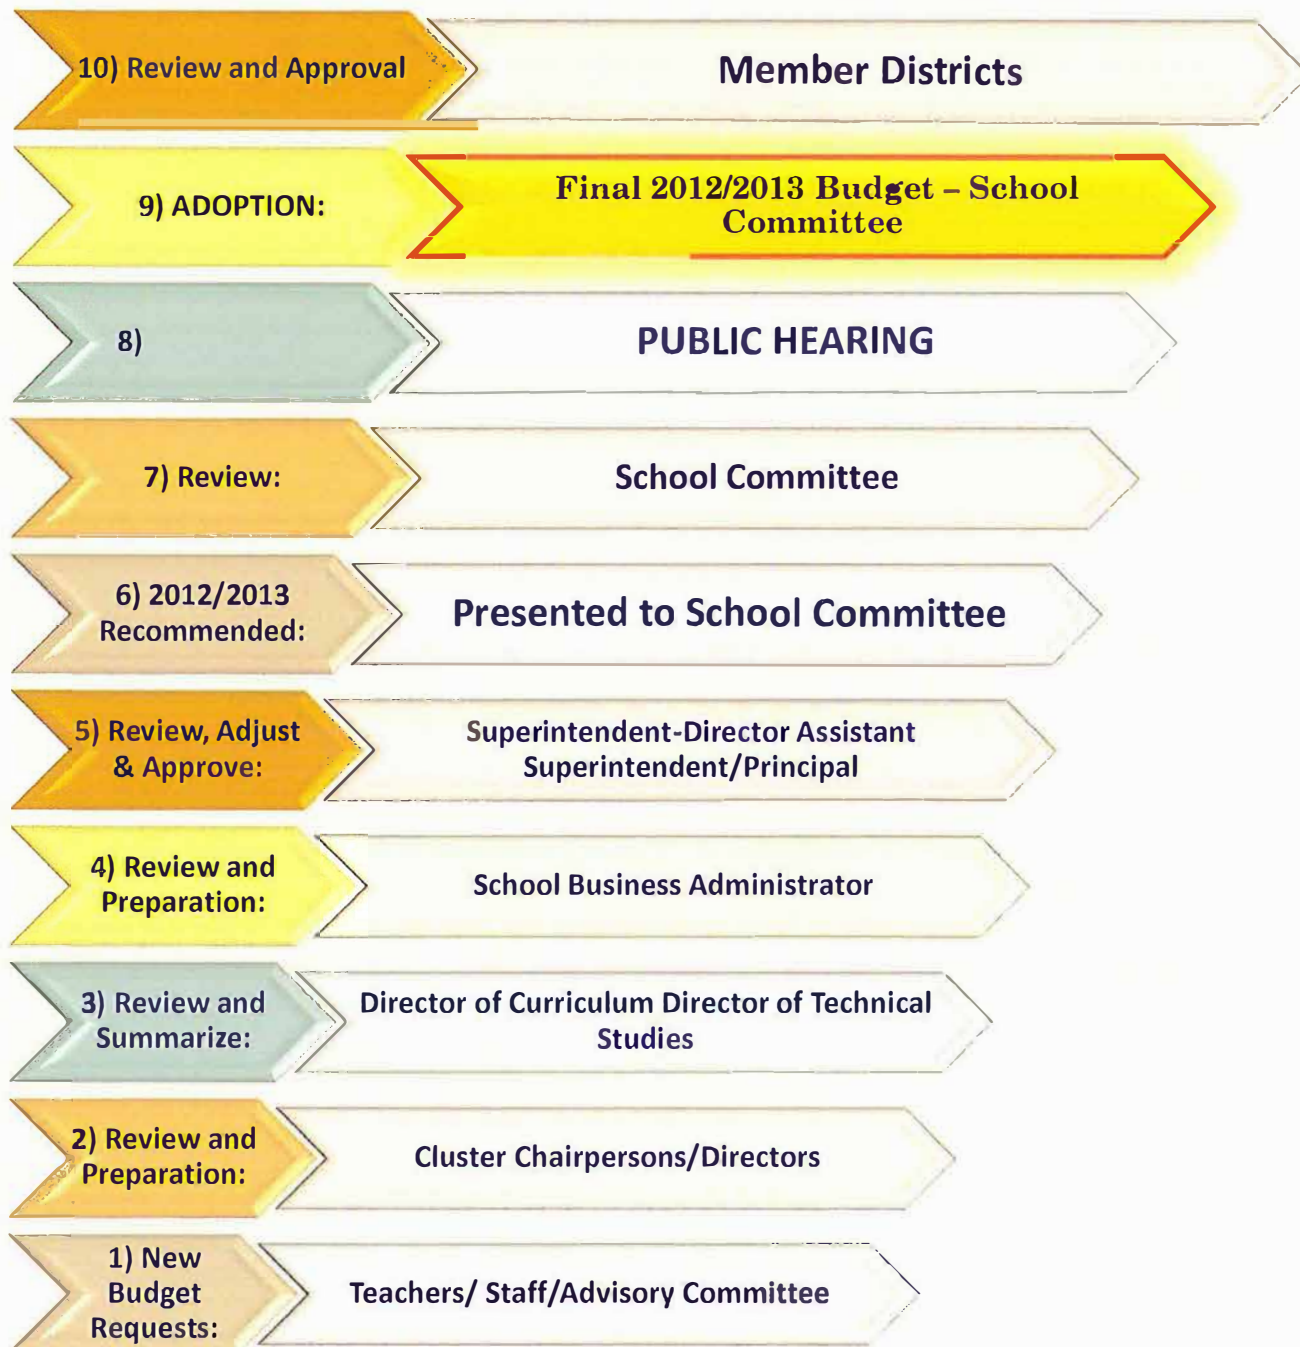 10) Review and Approval
Member Districts
9) ADOPTION:
Final 2012/2013 Budget – School
Committee
8)
PUBLIC HEARING
7) Review:
School Committee
6) 2012/2013
Recommended:
Presented to School Committee
5) Review, Adjust
& Approve:
Superintendent-Director Assistant
Superintendent/Principal
4) Review and
Preparation:
School Business Administrator
3) Review and
Summarize:
Director of Curriculum Director of Technical
Studies
2) Review and
Preparation:
Cluster Chairpersons/Directors
1) New
Budget
Requests:
Teachers/ Staff/Advisory Committee